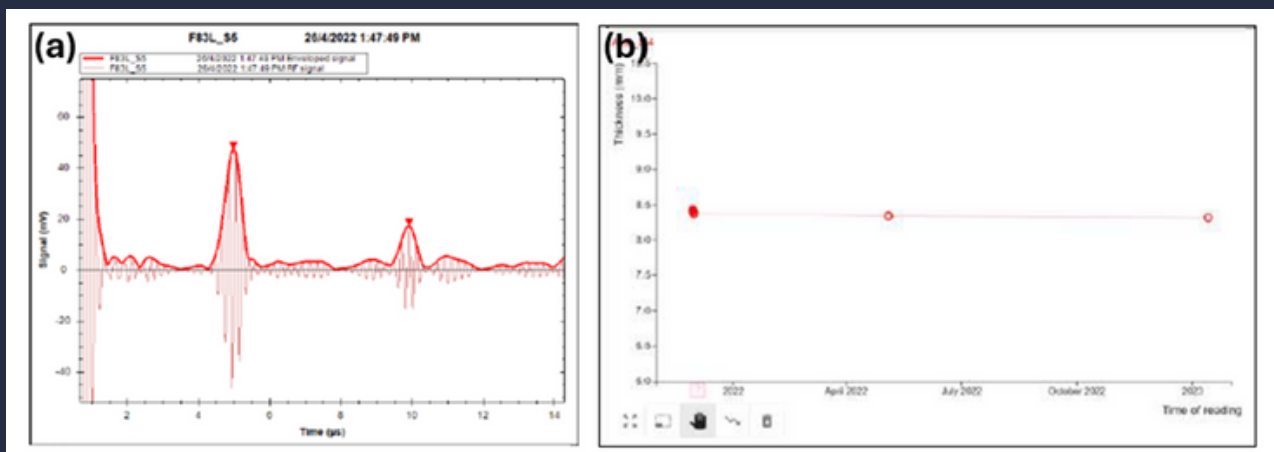 (a)
F83L_S5 26/4/2022 1:47:49 PM
F83L_S5 26/4/2022 1:47:49 PM Enveloped signal
F83L_S5 26/4/2022 1:47:49 PM RF signal
60
40
20
0
-20
-40
Signal (mV)
2 4 6 8 10 12 14
Time (µs)
(b)
Thickness (mm)
10.0
9.5
9.0
8.5
8.0
7.5
7.0
6.5
6.0
2022 April 2022 July 2022 October 2022 2023
Time of reading